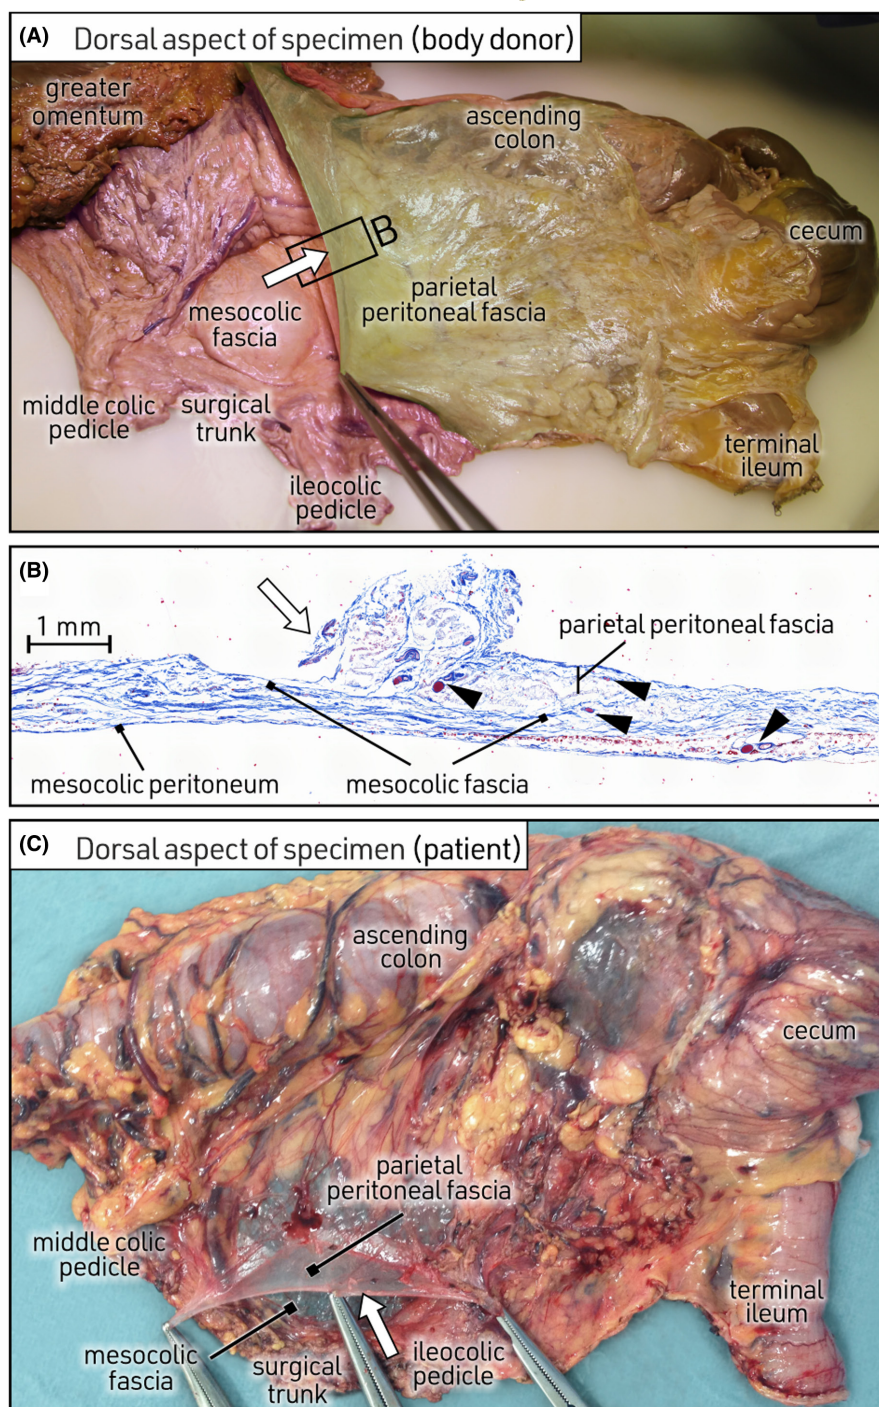 (A) Dorsal aspect of specimen (body donor)
greater
omentum
ascending
colon
B
cecum
mesocolic
fascia
parietal
peritoneal fascia
middle colic
pedicle
surgical
trunk
terminal
ileum
ileocolic
pedicle
(B)
1 mm
parietal peritoneal fascia
mesocolic peritoneum
mesocolic fascia
(C) Dorsal aspect of specimen (patient)
ascending
colon
cecum
parietal
peritoneal fascia
middle colic
pedicle
terminal
ileum
mesocolic
fascia
surgical
trunk
ileocolic
pedicle